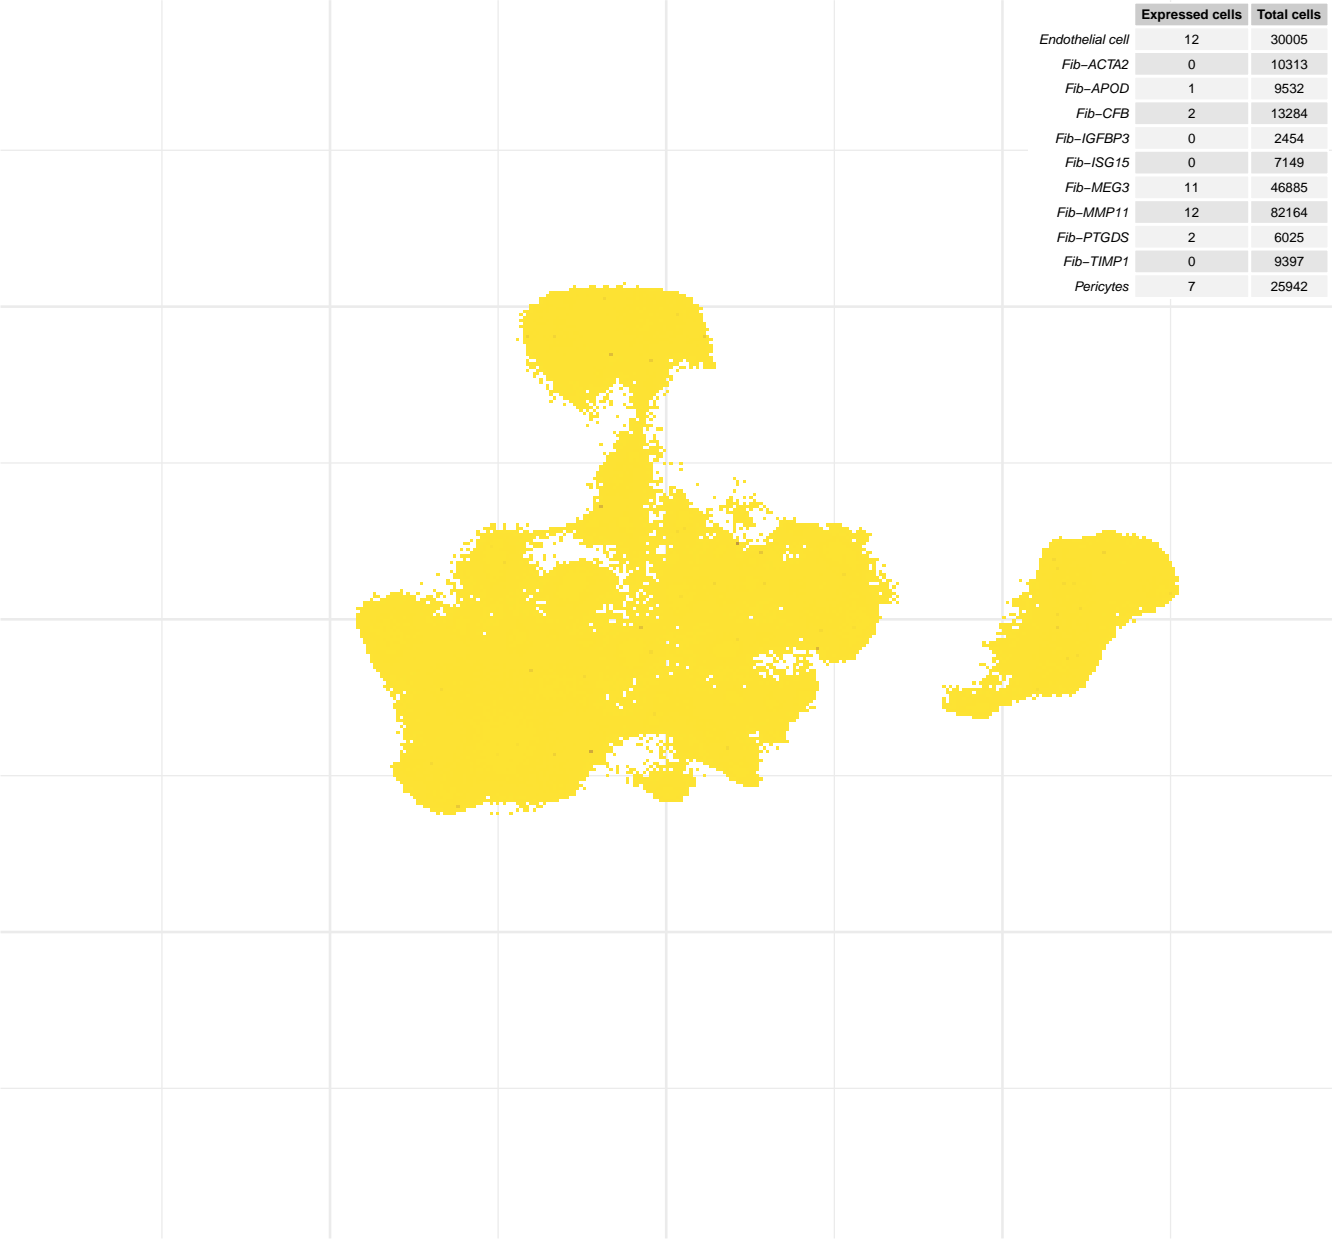 Expressed cells Total cells
Endothelial cell 12 30005
Fib−ACTA2 0 10313
Fib−APOD 1 9532
Fib−CFB 2 13284
Fib−IGFBP3 0 2454
Fib−ISG15 0 7149
Fib−MEG3 11 46885
Fib−MMP11 12 82164
Fib−PTGDS 2 6025
Fib−TIMP1 0 9397
Pericytes 7 25942